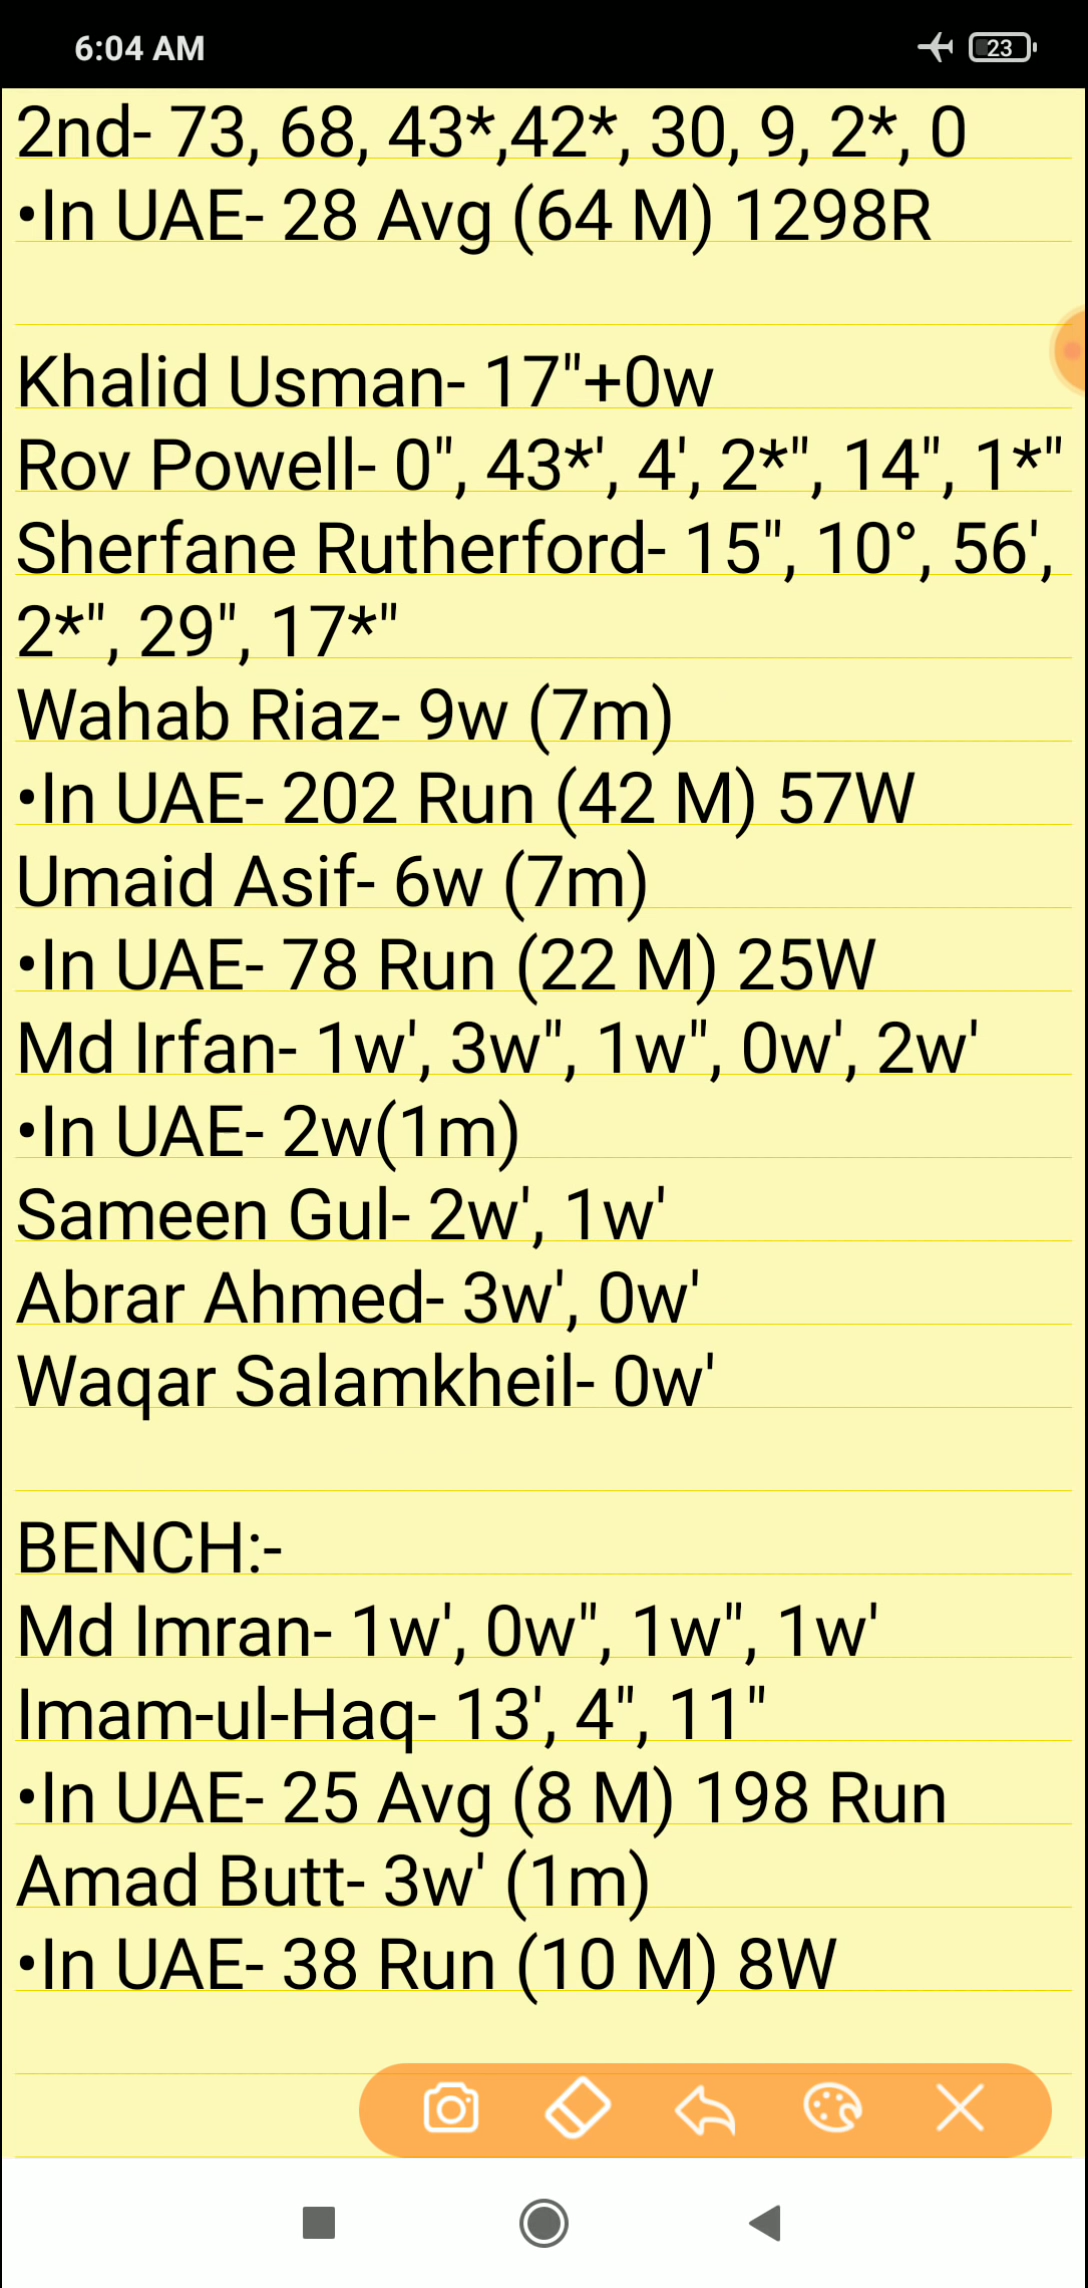 6:04 AM
23
2nd- 73, 68, 43*,42*, 30, 9, 2*, 0
•In UAE- 28 Avg (64 M) 1298R
Khalid Usman- 17"+0w
Rov Powell- 0", 43*', 4', 2*", 14", 1*"
Sherfane Rutherford- 15", 10°, 56',
2*", 29", 17*"
Wahab Riaz- 9w (7m)
•In UAE- 202 Run (42 M) 57W
Umaid Asif- 6w (7m)
•In UAE- 78 Run (22 M) 25W
Md Irfan- 1w', 3w", 1w", 0w', 2w'
•In UAE- 2w(1m)
Sameen Gul- 2w', 1w'
Abrar Ahmed- 3w', 0w'
Waqar Salamkheil- 0w'
BENCH:-
Md Imran- 1w', 0w", 1w", 1w'
Imam-ul-Haq- 13', 4", 11"
•In UAE- 25 Avg (8 M) 198 Run
Amad Butt- 3w' (1m)
•In UAE- 38 Run (10 M) 8W